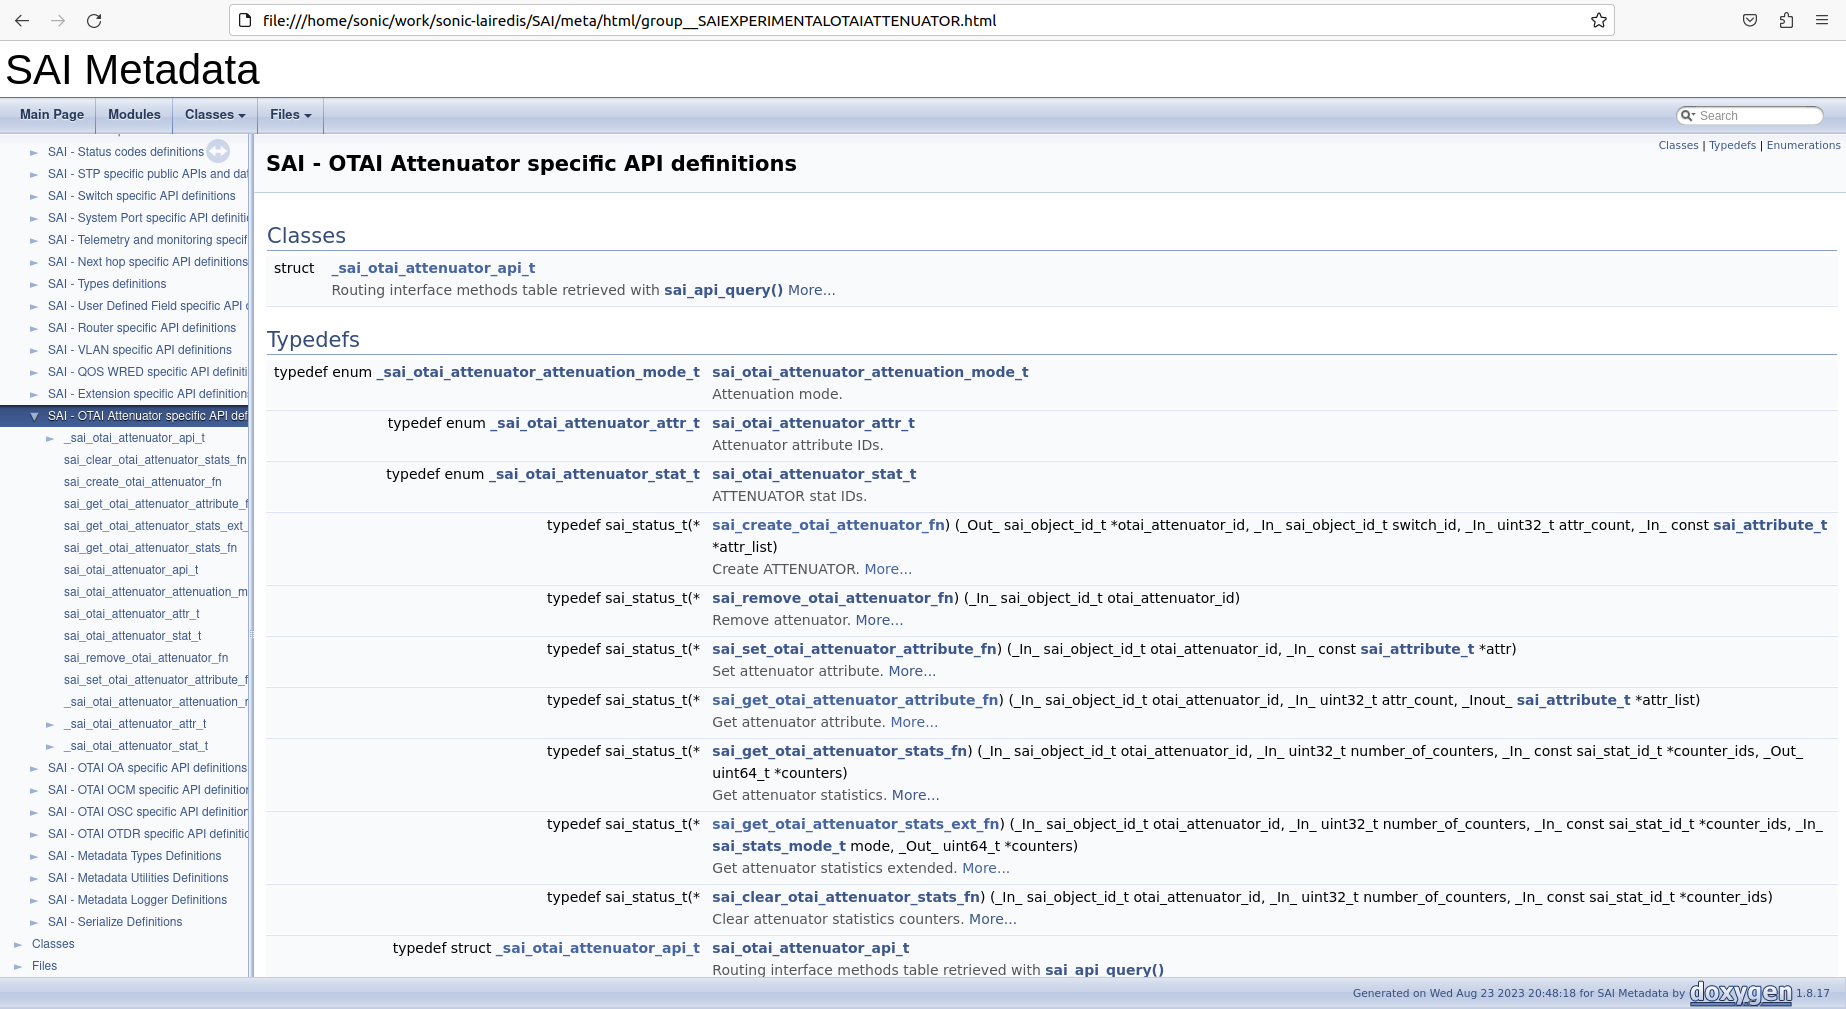 file:///home/sonic/work/sonic-lairedis/SAI/meta/html/group__SAIEXPERIMENTALOTAIATTENUATOR.html
SAI Metadata
Main Page
Modules
Classes
Files
Search
SAI - Status codes definitions
SAI - STP specific public APIs and dat
SAI - Switch specific API definitions
SAI - System Port specific API definiti
SAI - Telemetry and monitoring specif
SAI - Next hop specific API definitions
SAI - Types definitions
SAI - User Defined Field specific API
SAI - Router specific API definitions
SAI - VLAN specific API definitions
SAI - QOS WRED specific API definiti
SAI - Extension specific API definition
SAI - OTAI Attenuator specific API def
_sai_otai_attenuator_api_t
sai_clear_otai_attenuator_stats_fn
sai_create_otai_attenuator_fn
sai_get_otai_attenuator_attribute_f
sai_get_otai_attenuator_stats_ext_
sai_get_otai_attenuator_stats_fn
sai_otai_attenuator_api_t
sai_otai_attenuator_attenuation_m
sai_otai_attenuator_attr_t
sai_otai_attenuator_stat_t
sai_remove_otai_attenuator_fn
sai_set_otai_attenuator_attribute_f
_sai_otai_attenuator_attenuation_r
_sai_otai_attenuator_attr_t
_sai_otai_attenuator_stat_t
SAI - OTAI OA specific API definitions
SAI - OTAI OCM specific API definition
SAI - OTAI OSC specific API definition
SAI - OTAI OTDR specific API definitic
SAI - Metadata Types Definitions
SAI - Metadata Utilities Definitions
SAI - Metadata Logger Definitions
SAI - Serialize Definitions
Classes
Files
Classes | Typedefs | Enumerations
SAI - OTAI Attenuator specific API definitions
Classes
struct _sai_otai_attenuator_api_t
Routing interface methods table retrieved with sai_api_query() More...
Typedefs
typedef enum _sai_otai_attenuator_attenuation_mode_t sai_otai_attenuator_attenuation_mode_t
Attenuation mode.
typedef enum _sai_otai_attenuator_attr_t sai_otai_attenuator_attr_t
Attenuator attribute IDs.
typedef enum _sai_otai_attenuator_stat_t sai_otai_attenuator_stat_t
ATTENUATOR stat IDs.
typedef sai_status_t(* sai_create_otai_attenuator_fn) (_Out_ sai_object_id_t *otai_attenuator_id, _In_ sai_object_id_t switch_id, _In_ uint32_t attr_count, _In_ const sai_attribute_t
*attr_list)
Create ATTENUATOR. More...
typedef sai_status_t(* sai_remove_otai_attenuator_fn) (_In_ sai_object_id_t otai_attenuator_id)
Remove attenuator. More...
typedef sai_status_t(* sai_set_otai_attenuator_attribute_fn) (_In_ sai_object_id_t otai_attenuator_id, _In_ const sai_attribute_t *attr)
Set attenuator attribute. More...
typedef sai_status_t(* sai_get_otai_attenuator_attribute_fn) (_In_ sai_object_id_t otai_attenuator_id, _In_ uint32_t attr_count, _Inout_ sai_attribute_t *attr_list)
Get attenuator attribute. More...
typedef sai_status_t(* sai_get_otai_attenuator_stats_fn) (_In_ sai_object_id_t otai_attenuator_id, _In_ uint32_t number_of_counters, _In_ const sai_stat_id_t *counter_ids, _Out_
uint64_t *counters)
Get attenuator statistics. More...
typedef sai_status_t(* sai_get_otai_attenuator_stats_ext_fn) (_In_ sai_object_id_t otai_attenuator_id, _In_ uint32_t number_of_counters, _In_ const sai_stat_id_t *counter_ids, _In_
sai_stats_mode_t mode, _Out_ uint64_t *counters)
Get attenuator statistics extended. More...
typedef sai_status_t(* sai_clear_otai_attenuator_stats_fn) (_In_ sai_object_id_t otai_attenuator_id, _In_ uint32_t number_of_counters, _In_ const sai_stat_id_t *counter_ids)
Clear attenuator statistics counters. More...
typedef struct _sai_otai_attenuator_api_t sai_otai_attenuator_api_t
Routing interface methods table retrieved with sai_api_query()
Generated on Wed Aug 23 2023 20:48:18 for SAI Metadata by doxygen 1.8.17